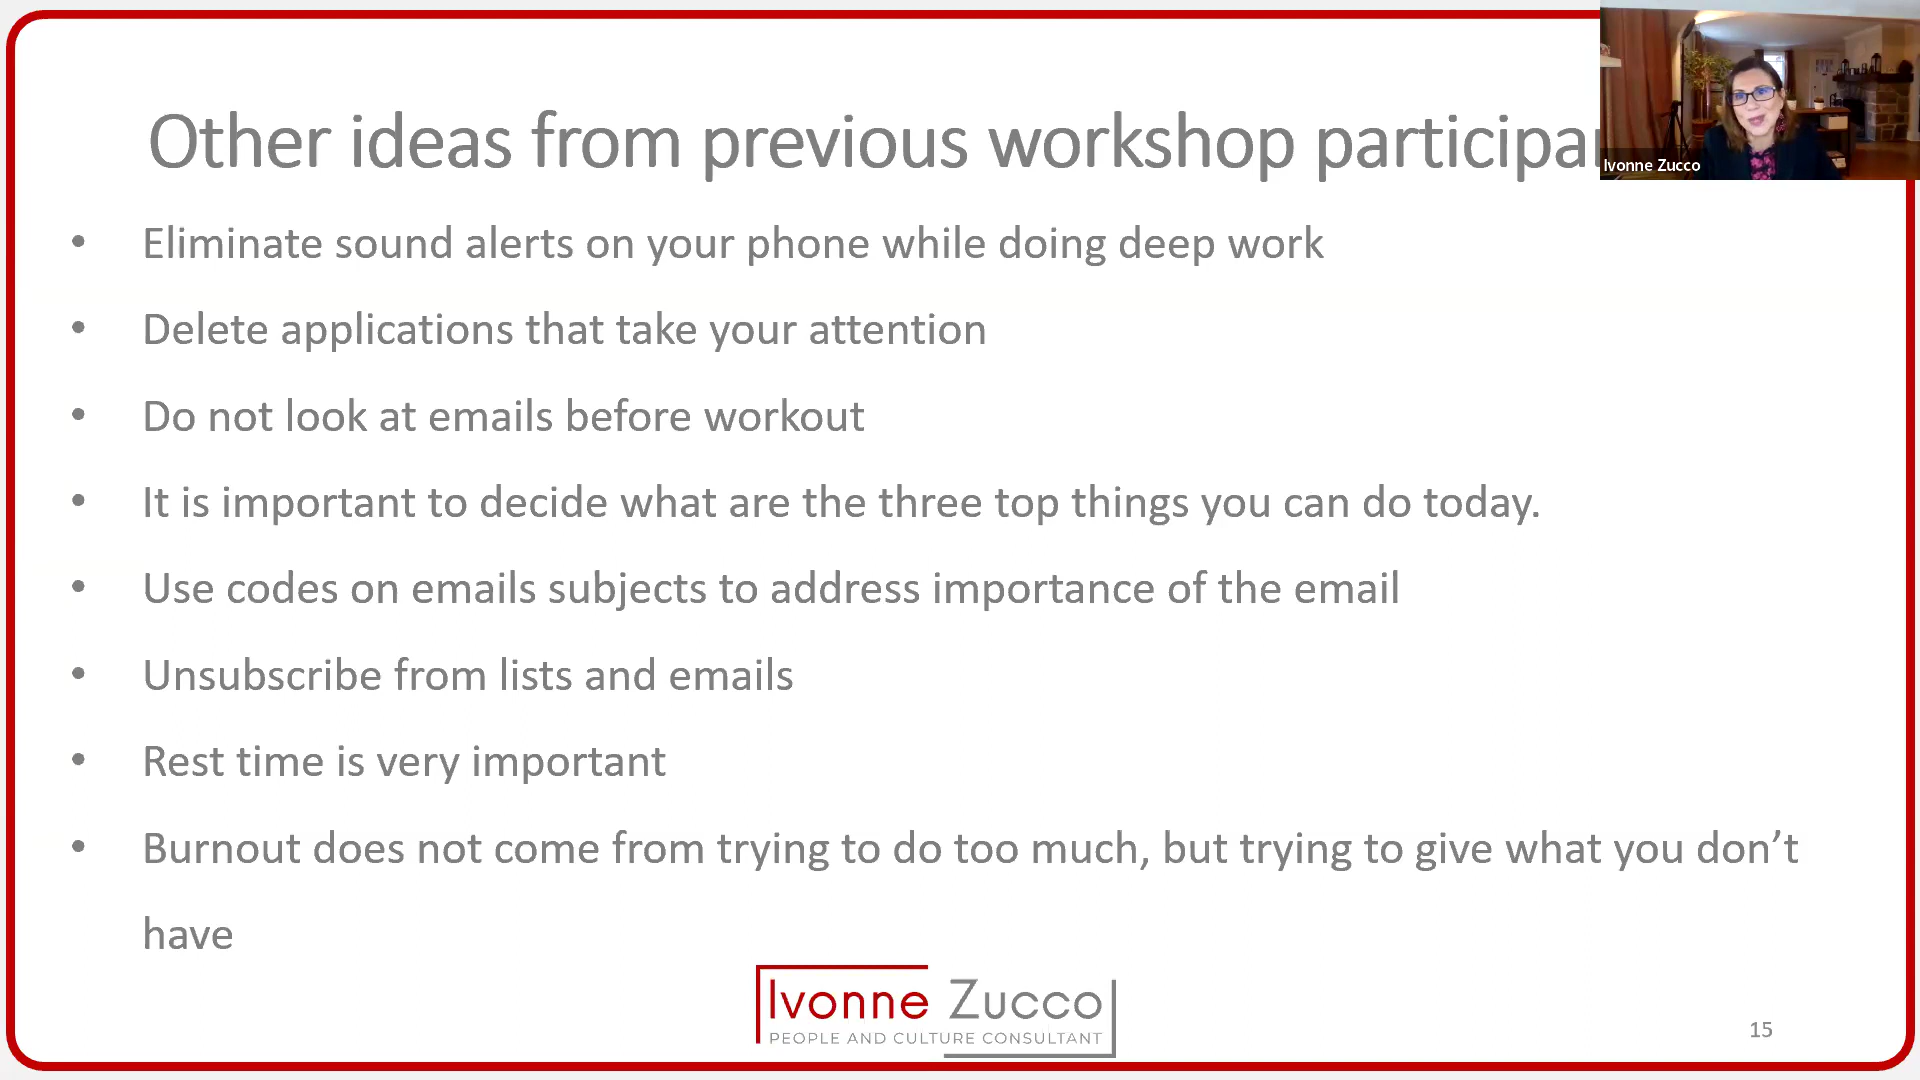 Other ideas from previous workshop
Ivonne Zucco
• Eliminate sound alerts on your phone while doing deep work
• Delete applications that take your attention
• Do not look at emails before workout
• It is important to decide what are the three top things you can do today.
• Use codes on emails subjects to address importance of the email
• Unsubscribe from lists and emails
• Rest time is very important
• Burnout does not come from trying to do too much, but trying to give what you don’t
have
Ivonne Zucco
PEOPLE AND CULTURE CONSULTANT
15